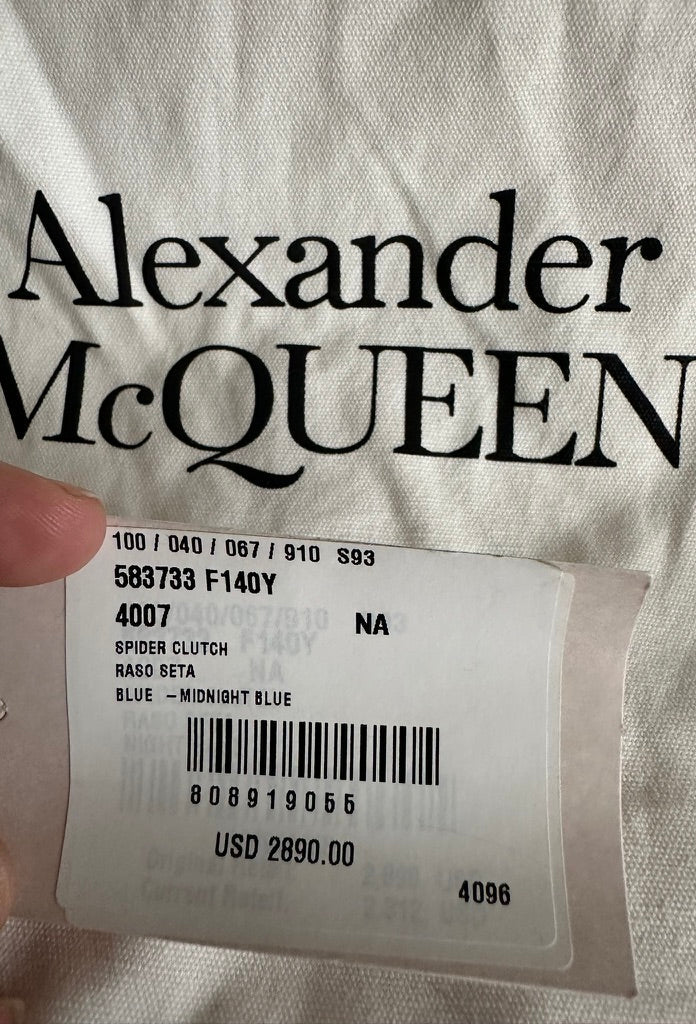 Alexander
McQUEEN
100 / 040 / 067 / 910 S93
583733 F140Y
4007 NA
SPIDER CLUTCH
RASO SETA
BLUE - MIDNIGHT BLUE
808919055
USD 2890.00
4096